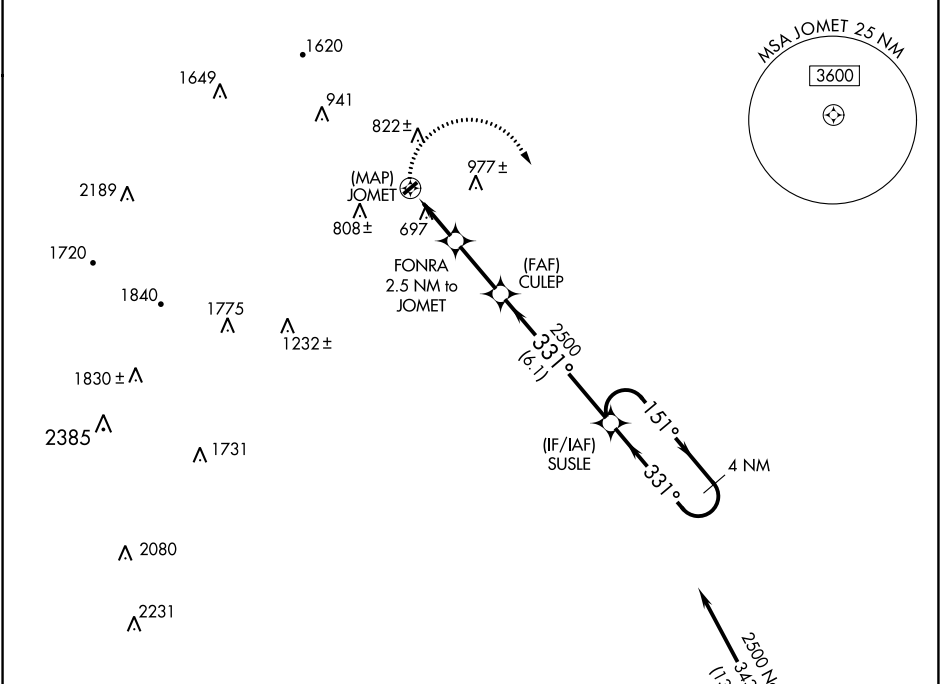 1620
MSA JOMET 25 NM
1649
3600
941
822±
(MAP)
JOMET
977±
2189
808±
697
1720
FONRA
2.5 NM to
JOMET
(FAF)
CULEP
1840
1775
1232±
2500
331°
(6.1)
1830±
2385
151°
(IF/IAF)
SUSLE
1731
331°
4 NM
2080
2231
2500